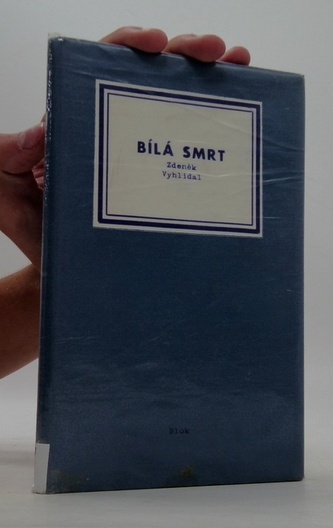 BÍLÁ SMRT
Zdeněk
Vyhlídal
Blok